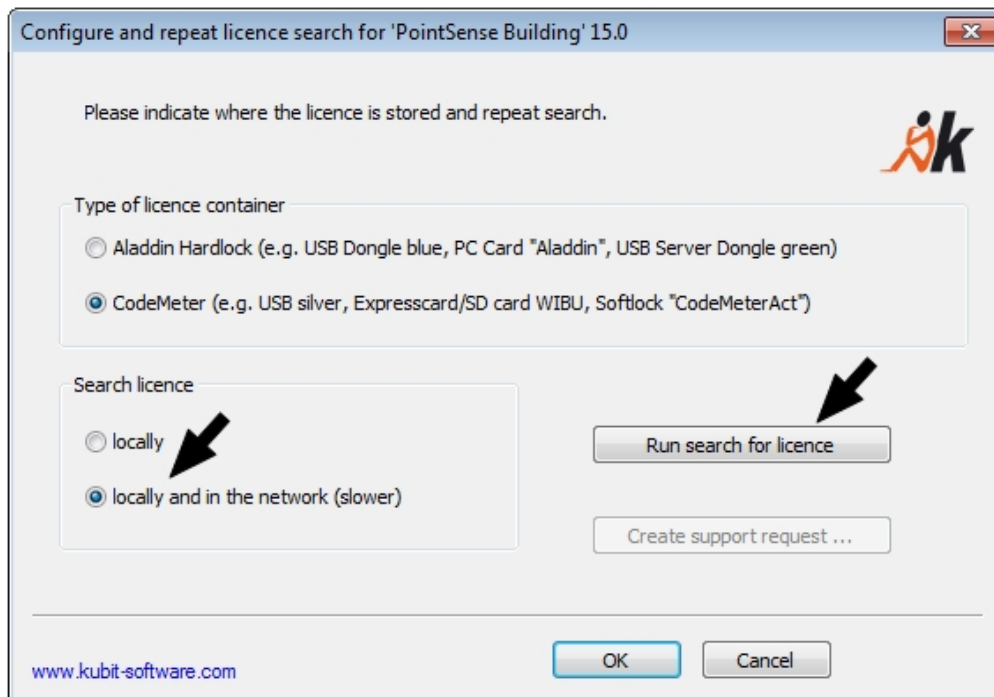 Configure and repeat licence search for 'PointSense Building' 15.0
Please indicate where the licence is stored and repeat search.
k
Type of licence container
Aladdin Hardlock (e.g. USB Dongle blue, PC Card "Aladdin", USB Server Dongle green)
CodeMeter (e.g. USB silver, Expresscard/SD card WIBU, Softlock "CodeMeterAct")
Search licence
locally
Run search for licence
locally and in the network (slower)
Create support request ...
www.kubit-software.com
OK
Cancel